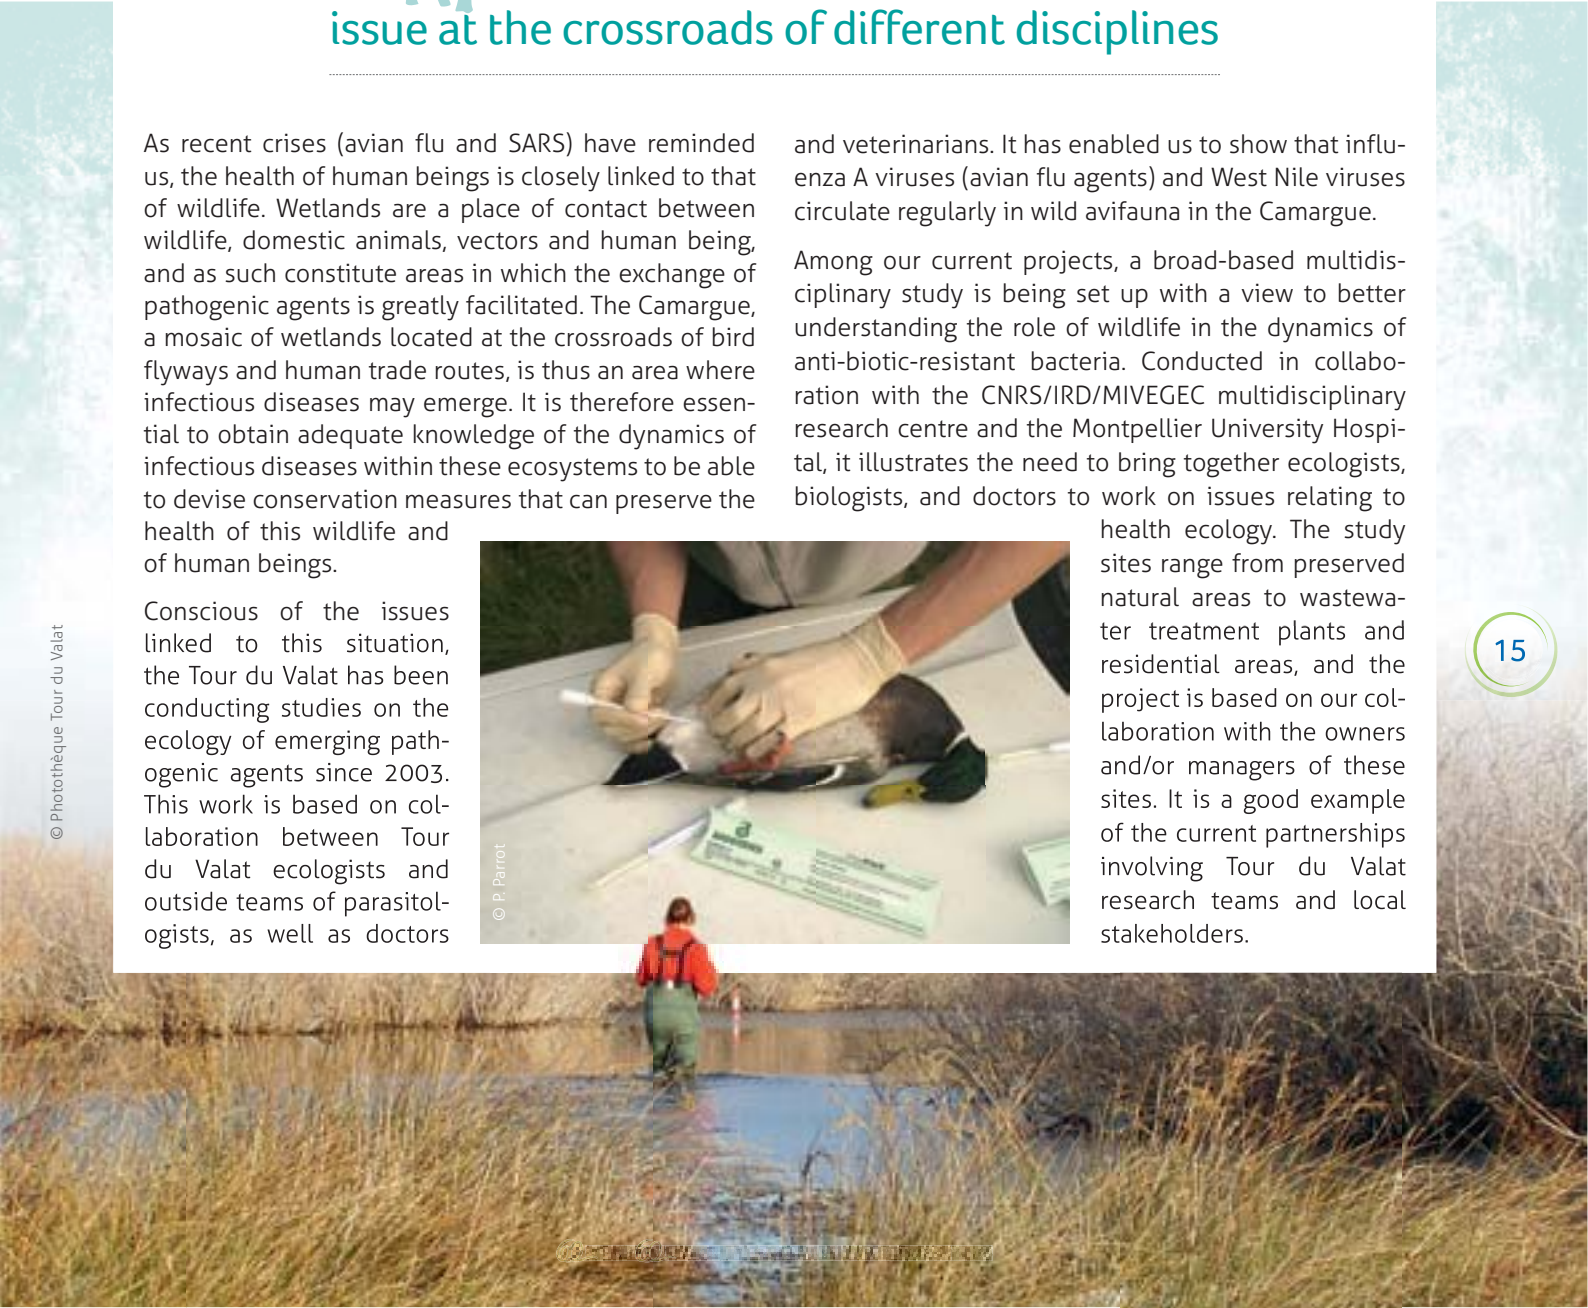 issue at the crossroads of different disciplines
As recent crises (avian flu and SARS) have reminded
us, the health of human beings is closely linked to that
of wildlife. Wetlands are a place of contact between
wildlife, domestic animals, vectors and human being,
and as such constitute areas in which the exchange of
pathogenic agents is greatly facilitated. The Camargue,
a mosaic of wetlands located at the crossroads of bird
flyways and human trade routes, is thus an area where
infectious diseases may emerge. It is therefore essen-
tial to obtain adequate knowledge of the dynamics of
infectious diseases within these ecosystems to be able
to devise conservation measures that can preserve the
health of this wildlife and
of human beings.
Conscious of the issues
linked to this situation,
the Tour du Valat has been
conducting studies on the
ecology of emerging path-
ogenic agents since 2003.
This work is based on col-
laboration between Tour
du Valat ecologists and
outside teams of parasitol-
ogists, as well as doctors
and veterinarians. It has enabled us to show that influ-
enza A viruses (avian flu agents) and West Nile viruses
circulate regularly in wild avifauna in the Camargue.
Among our current projects, a broad-based multidis-
ciplinary study is being set up with a view to better
understanding the role of wildlife in the dynamics of
anti-biotic-resistant bacteria. Conducted in collabo-
ration with the CNRS/IRD/MIVEGEC multidisciplinary
research centre and the Montpellier University Hospi-
tal, it illustrates the need to bring together ecologists,
biologists, and doctors to work on issues relating to
health ecology. The study
sites range from preserved
natural areas to wastewa-
ter treatment plants and
residential areas, and the
project is based on our col-
laboration with the owners
and/or managers of these
sites. It is a good example
of the current partnerships
involving Tour du Valat
research teams and local
stakeholders.
© P. Parrot
© Photothèque Tour du Valat
15